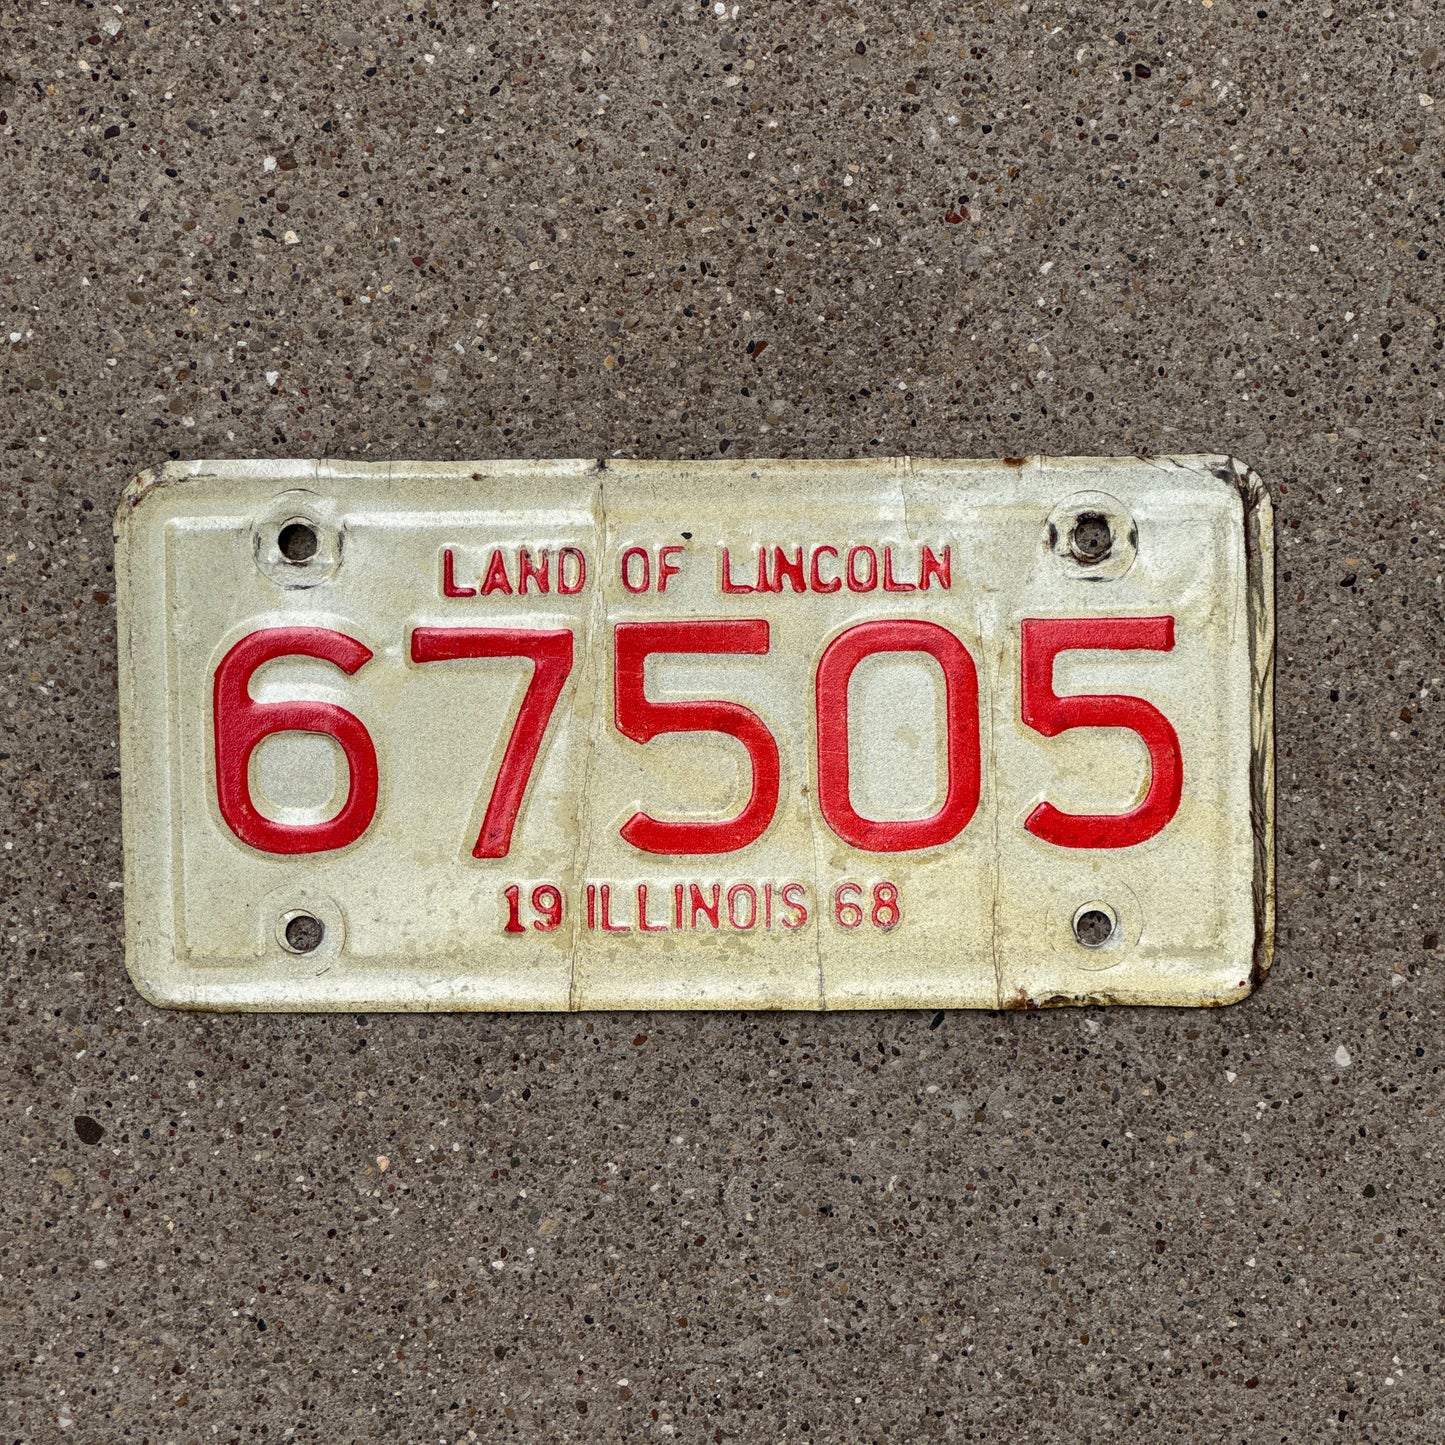 LAND OF LINCOLN
67505
19 ILLINOIS 68